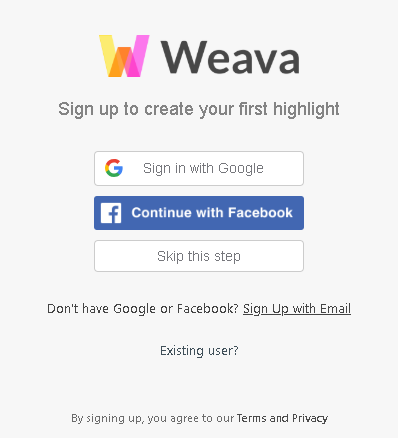 Weava
Sign up to create your first highlight
Sign in with Google
Continue with Facebook
Skip this step
Don't have Google or Facebook? Sign Up with Email
Existing user?
By signing up, you agree to our Terms and Privacy